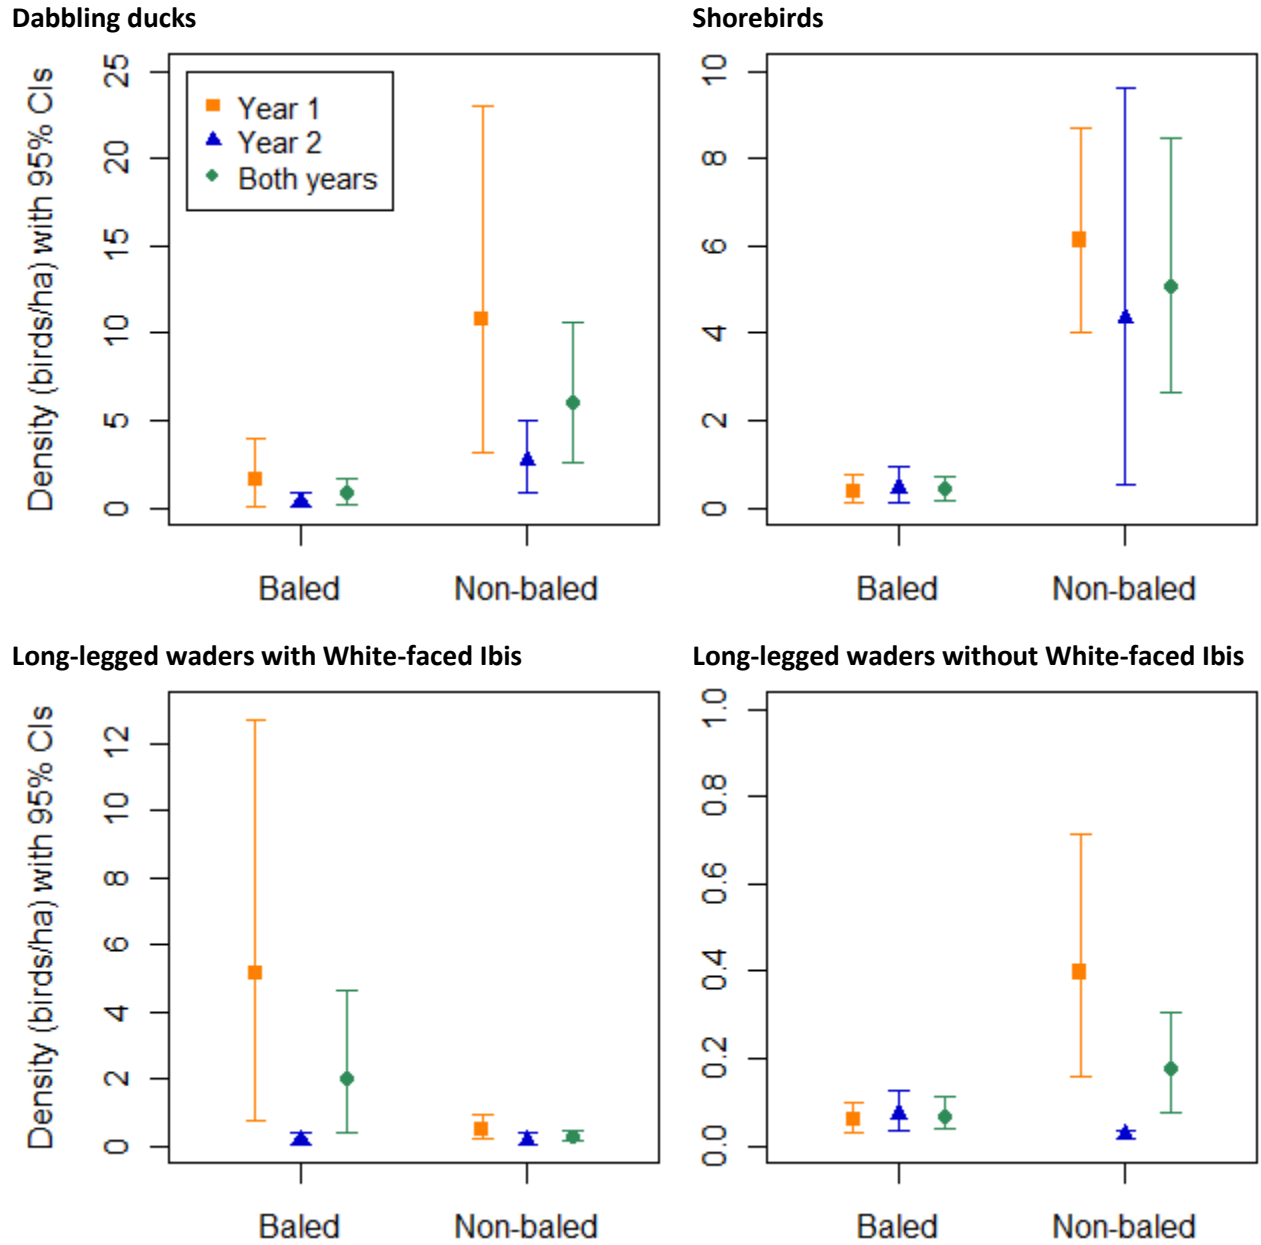 Dabbling ducks
Density (birds/ha) with 95% CIs
25
20
15
10
5
0
Year 1
Year 2
Both years
Baled
Non-baled
Shorebirds
10
8
6
4
2
0
Baled
Non-baled
Long-legged waders with White-faced Ibis
Density (birds/ha) with 95% CIs
12
10
8
6
4
2
0
Baled
Non-baled
Long-legged waders without White-faced Ibis
1.0
0.8
0.6
0.4
0.2
0.0
Baled
Non-baled